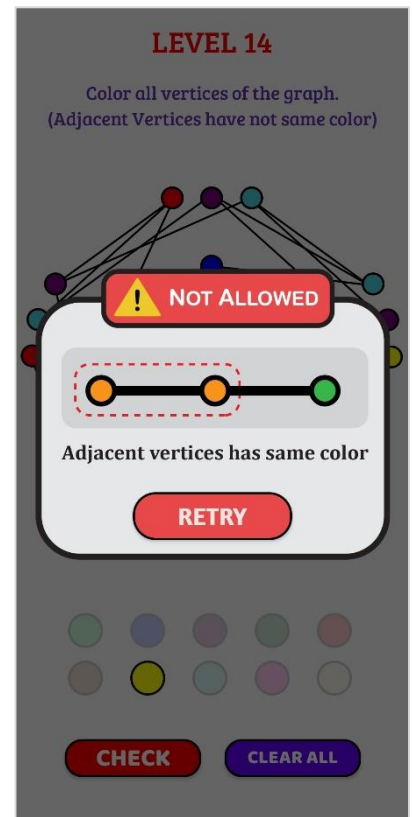 LEVEL 14
Color all vertices of the graph.
(Adjacent Vertices have not same color)
! NOT ALLOWED
Adjacent vertices has same color
RETRY
CHECK
CLEAR ALL